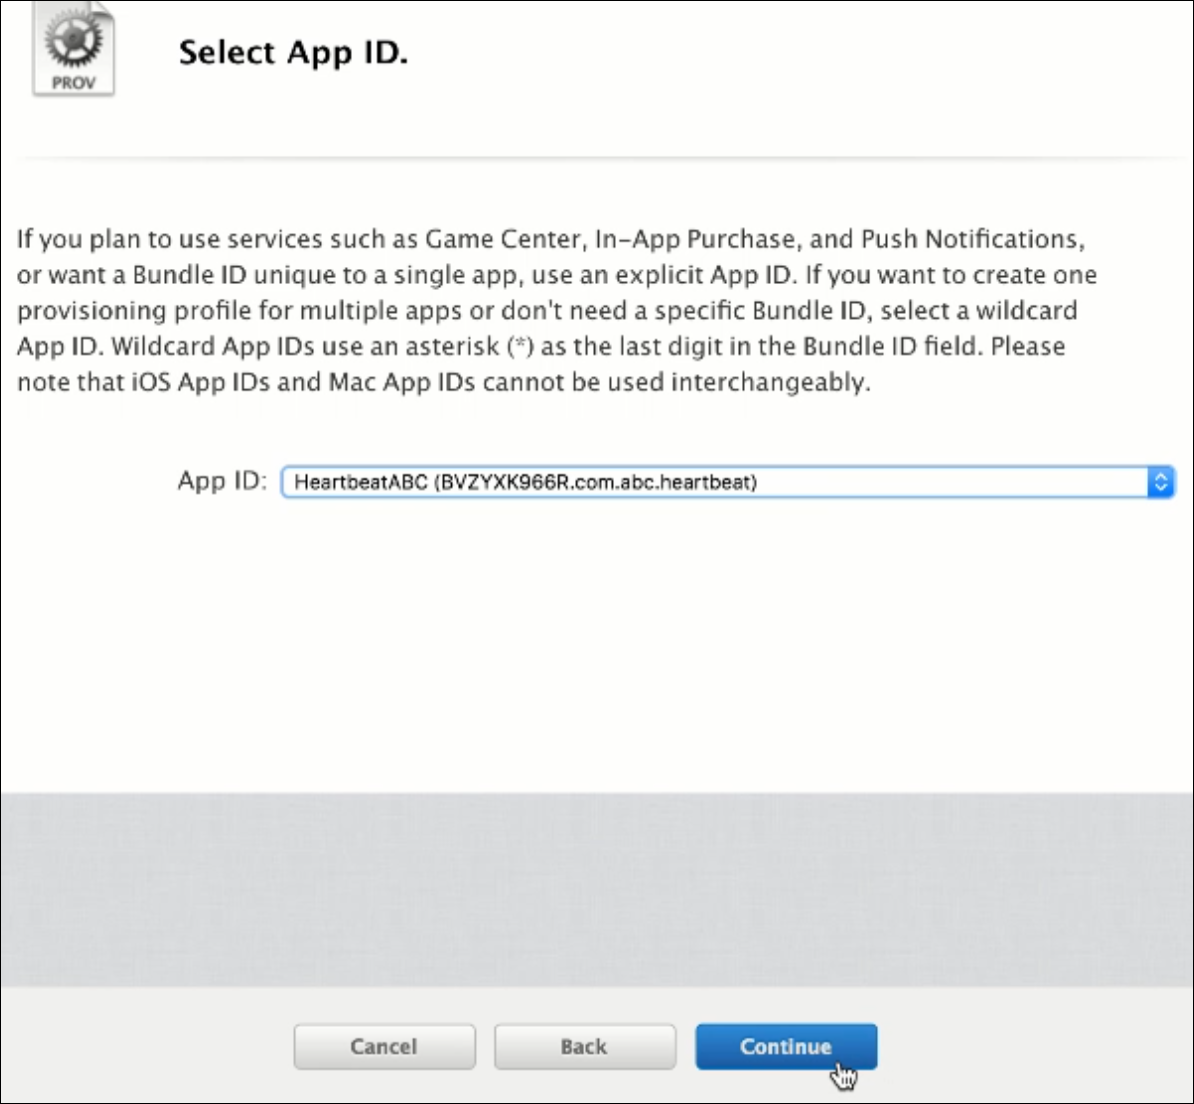 PROV
Select App ID.
If you plan to use services such as Game Center, In-App Purchase, and Push Notifications,
or want a Bundle ID unique to a single app, use an explicit App ID. If you want to create one
provisioning profile for multiple apps or don't need a specific Bundle ID, select a wildcard
App ID. Wildcard App IDs use an asterisk (*) as the last digit in the Bundle ID field. Please
note that iOS App IDs and Mac App IDs cannot be used interchangeably.
App ID: HeartbeatABC (BVZYXK966R.com.abc.heartbeat)
Cancel Back Continue